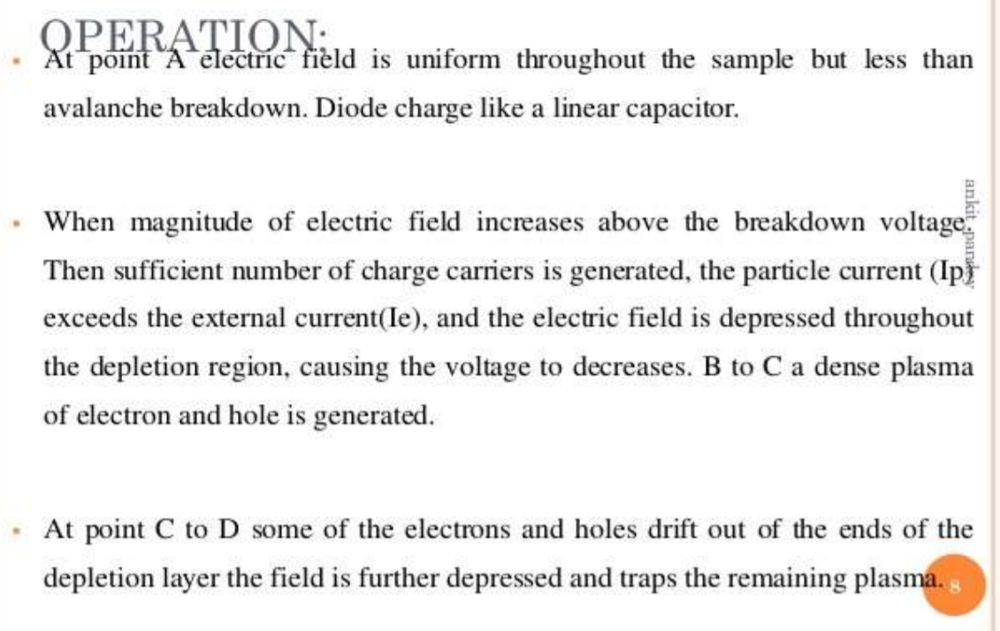 OPERATION:
• At point A electric field is uniform throughout the sample but less than
avalanche breakdown. Diode charge like a linear capacitor.
• When magnitude of electric field increases above the breakdown voltage.
Then sufficient number of charge carriers is generated, the particle current (Ip)
exceeds the external current(Ie), and the electric field is depressed throughout
the depletion region, causing the voltage to decreases. B to C a dense plasma
of electron and hole is generated.
• At point C to D some of the electrons and holes drift out of the ends of the
depletion layer the field is further depressed and traps the remaining plasma.
8
ankit